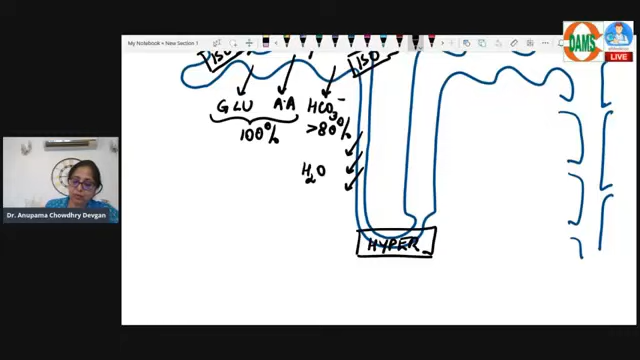 My Notebook » New Section 1
DAMS
LIVE
ISO
ISO
GLU A·A HCO₃⁻
100% >80%
H₂O
HYPER
Dr. Anupama Chowdhry Devgan